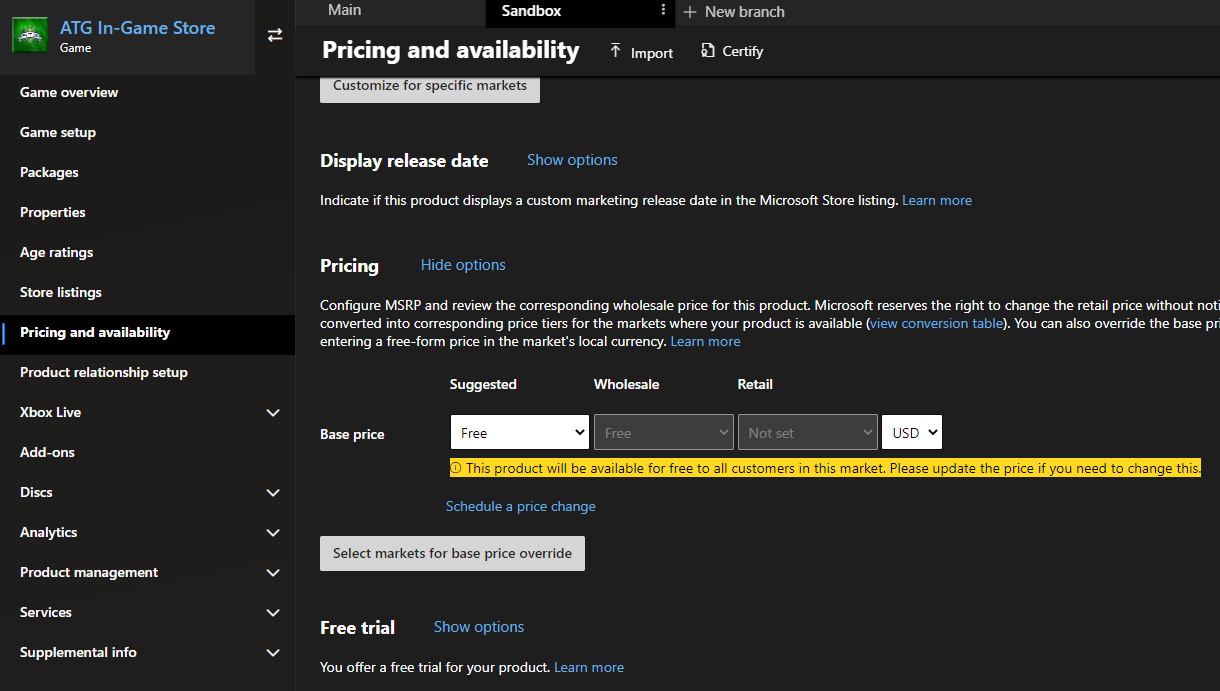 ATG In-Game Store
Game
Game overview
Game setup
Packages
Properties
Age ratings
Store listings
Pricing and availability
Product relationship setup
Xbox Live
Add-ons
Discs
Analytics
Product management
Services
Supplemental info
Main
Sandbox
New branch
Pricing and availability
Import
Certify
Customize for specific markets
Display release date
Show options
Indicate if this product displays a custom marketing release date in the Microsoft Store listing. Learn more
Pricing
Hide options
Configure MSRP and review the corresponding wholesale price for this product. Microsoft reserves the right to change the retail price without noti
converted into corresponding price tiers for the markets where your product is available (view conversion table). You can also override the base pri
entering a free-form price in the market's local currency. Learn more
Suggested Wholesale Retail
Base price Free Free Not set USD
This product will be available for free to all customers in this market. Please update the price if you need to change this.
Schedule a price change
Select markets for base price override
Free trial
Show options
You offer a free trial for your product. Learn more